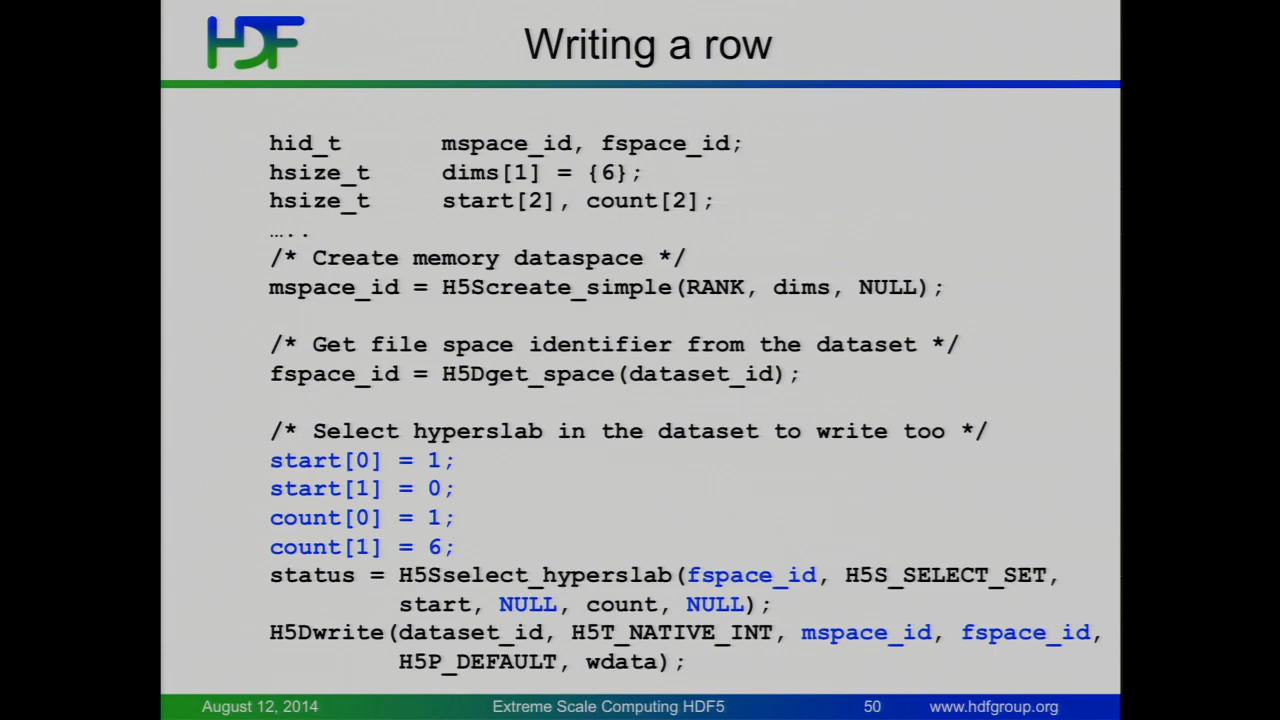 HDF
Writing a row
hid_t mspace_id, fspace_id;
hsize_t dims[1] = {6};
hsize_t start[2], count[2];
…..
/* Create memory dataspace */
mspace_id = H5Screate_simple(RANK, dims, NULL);
/* Get file space identifier from the dataset */
fspace_id = H5Dget_space(dataset_id);
/* Select hyperslab in the dataset to write too */
start[0] = 1;
start[1] = 0;
count[0] = 1;
count[1] = 6;
status = H5Sselect_hyperslab(fspace_id, H5S_SELECT_SET,
start, NULL, count, NULL);
H5Dwrite(dataset_id, H5T_NATIVE_INT, mspace_id, fspace_id,
H5P_DEFAULT, wdata);
August 12, 2014 Extreme Scale Computing HDF5 50 www.hdfgroup.org